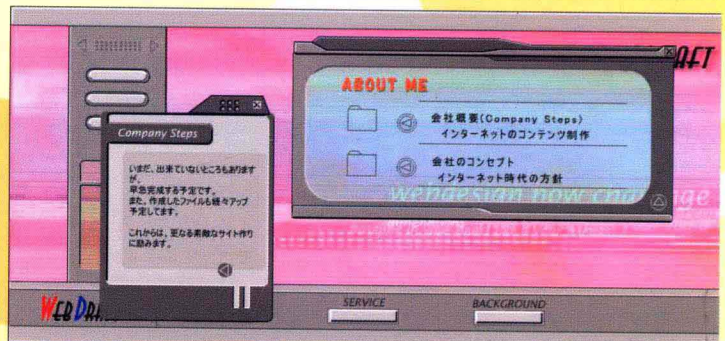 AFT
ABOUT ME
会社概要(Company Steps)
インターネットのコンテンツ制作
会社のコンセプト
インターネット時代の方針
webdesign now
Company Steps
いまだ、出来ていないところもあります
が、
早急完成する予定です。
また、作成したファイルも続々アップ
予定してます。
これからは、更なる素敵なサイト作り
に励みます。
WEB DRA
SERVICE
BACKGROUND